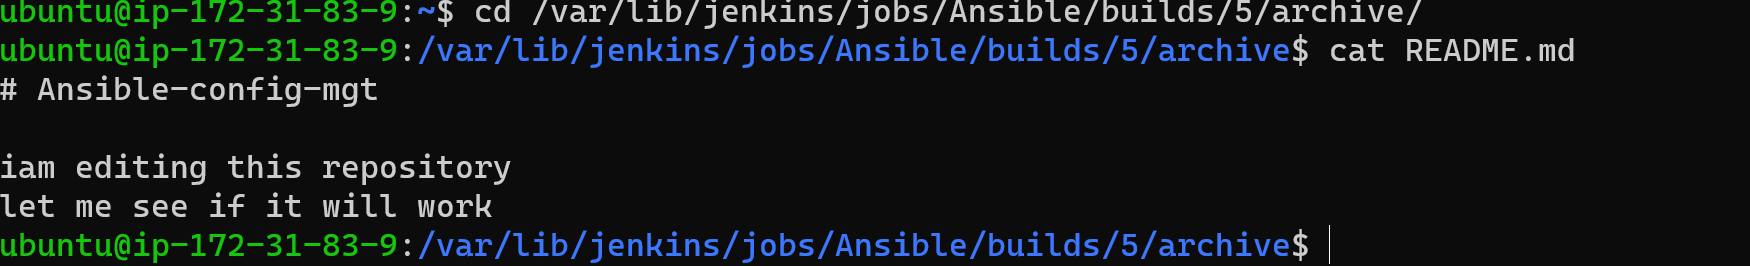 ubuntu@ip-172-31-83-9:~$ cd /var/lib/jenkins/jobs/Ansible/builds/5/archive/
ubuntu@ip-172-31-83-9:/var/lib/jenkins/jobs/Ansible/builds/5/archive$ cat README.md
# Ansible-config-mgt
iam editing this repository
let me see if it will work
ubuntu@ip-172-31-83-9:/var/lib/jenkins/jobs/Ansible/builds/5/archive$